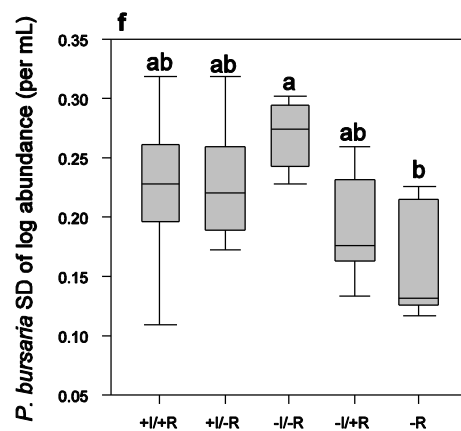 f
P. bursaria SD of log abundance (per mL)
0.35
0.30
0.25
0.20
0.15
0.10
0.05
ab
ab
a
ab
b
+I/+R
+I/-R
-I/-R
-I/+R
-R